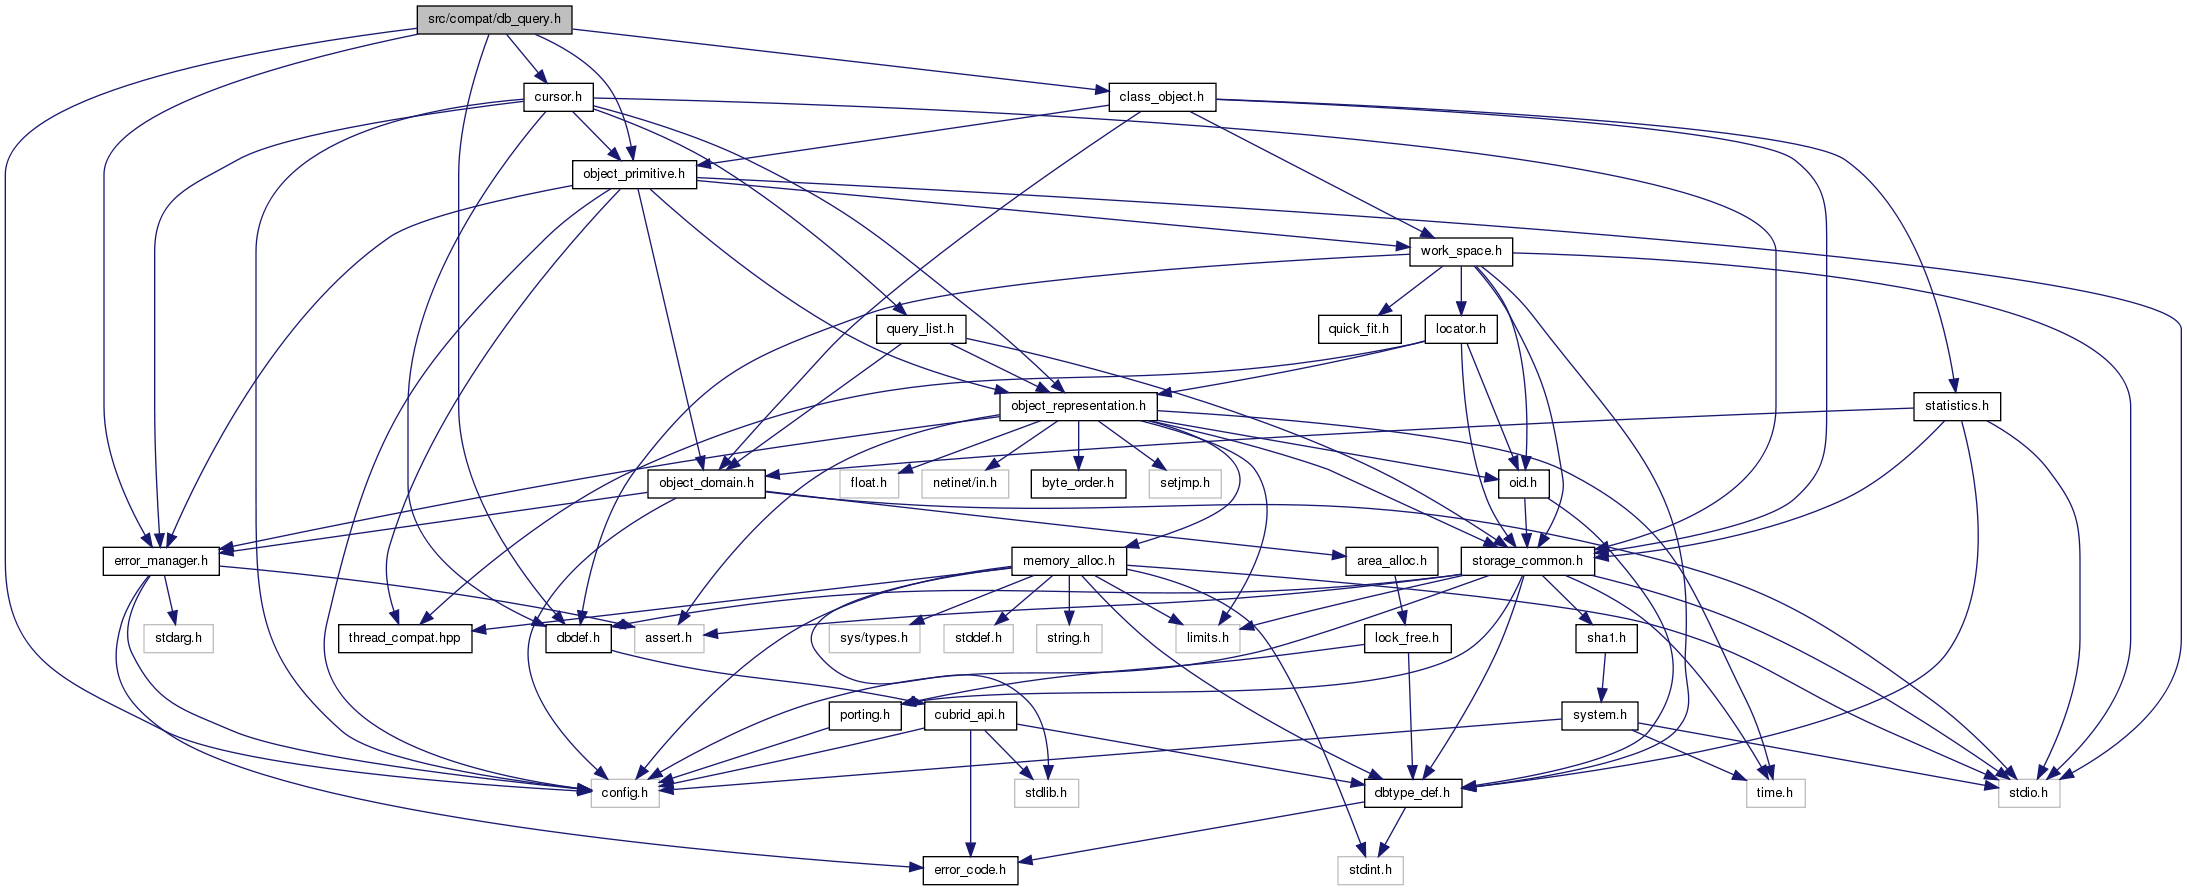 src/compat/db_query.h
cursor.h
class_object.h
object_primitive.h
work_space.h
query_list.h
quick_fit.h
locator.h
object_representation.h
statistics.h
object_domain.h
float.h
netinet/in.h
byte_order.h
setjmp.h
oid.h
error_manager.h
memory_alloc.h
area_alloc.h
storage_common.h
stdarg.h
thread_compat.hpp
dbdef.h
assert.h
sys/types.h
stddef.h
string.h
limits.h
lock_free.h
sha1.h
porting.h
cubrid_api.h
system.h
config.h
stdlib.h
dbtype_def.h
time.h
stdio.h
error_code.h
stdint.h